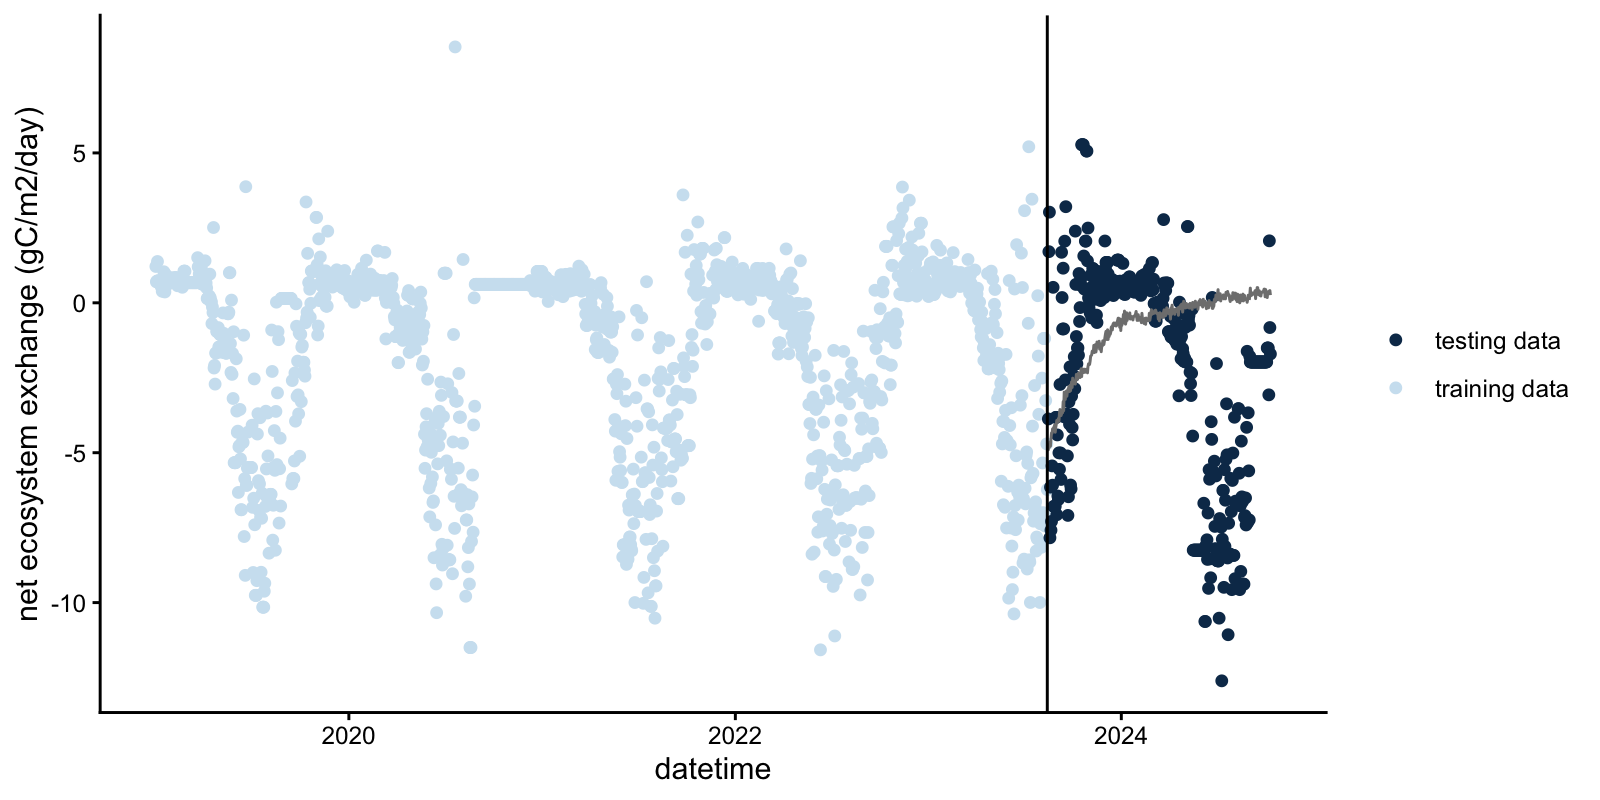 net ecosystem exchange (gC/m2/day)
5
0
-5
-10
2020
2022
2024
datetime
testing data
training data